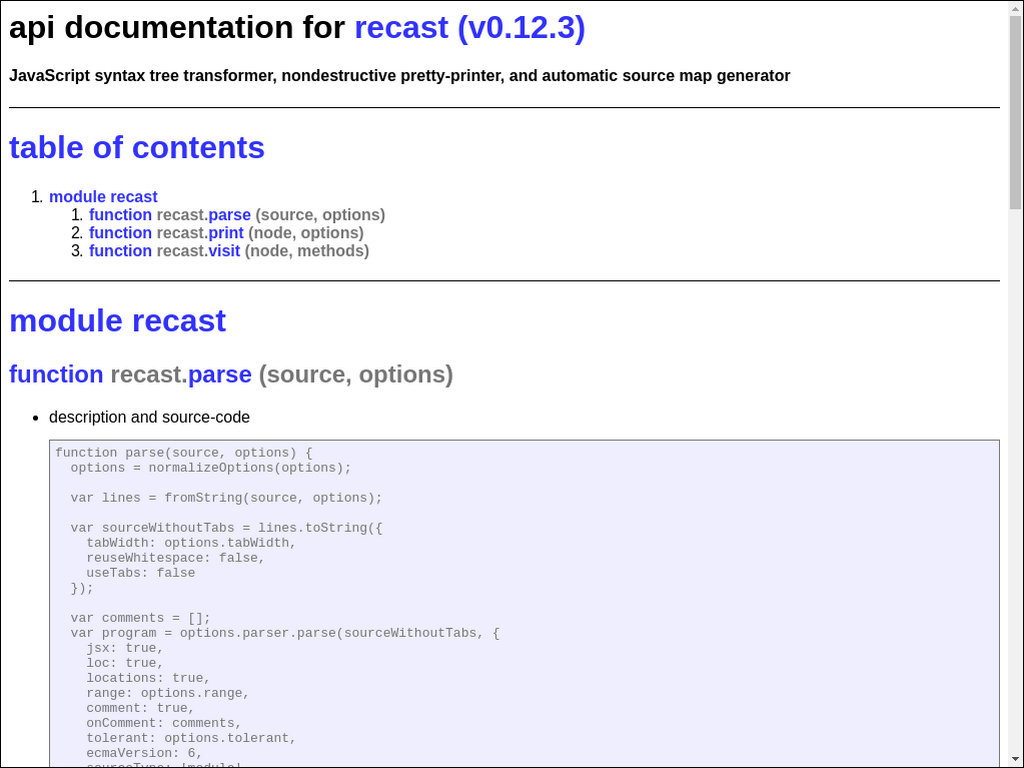 api documentation for recast (v0.12.3)
JavaScript syntax tree transformer, nondestructive pretty-printer, and automatic source map generator
table of contents
1. module recast
1. function recast.parse (source, options)
2. function recast.print (node, options)
3. function recast.visit (node, methods)
module recast
function recast.parse (source, options)
• description and source-code
function parse(source, options) {
  options = normalizeOptions(options);
  var lines = fromString(source, options);
  var sourceWithoutTabs = lines.toString({
    tabWidth: options.tabWidth,
    reuseWhitespace: false,
    useTabs: false
  });
  var comments = [];
  var program = options.parser.parse(sourceWithoutTabs, {
    jsx: true,
    loc: true,
    locations: true,
    range: options.range,
    comment: true,
    onComment: comments,
    tolerant: options.tolerant,
    ecmaVersion: 6,
    sourceType: 'module'